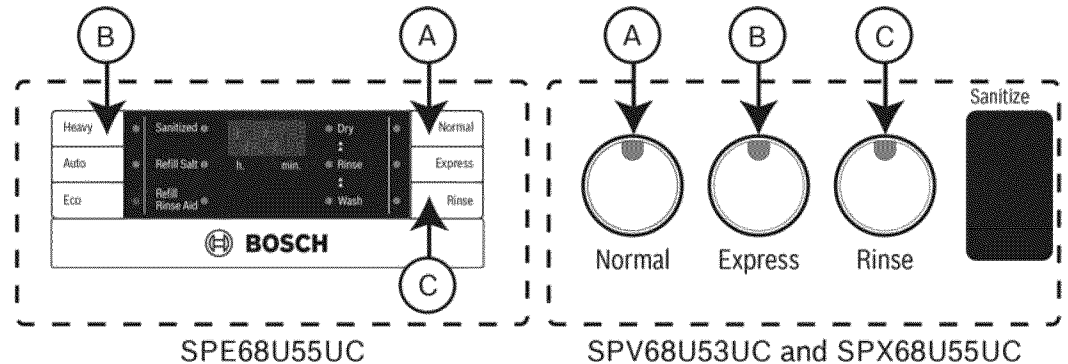 B
A
A
B
C
Sanitize
Heavy
Sanitized
Dry
Normal
Auto
Refill Salt
h.
min.
Rinse
Express
Eco
Refill
Rinse Aid
Wash
Rinse
BOSCH
C
Normal
Express
Rinse
SPE68U55UC
SPV68U53UC and SPX68U55UC